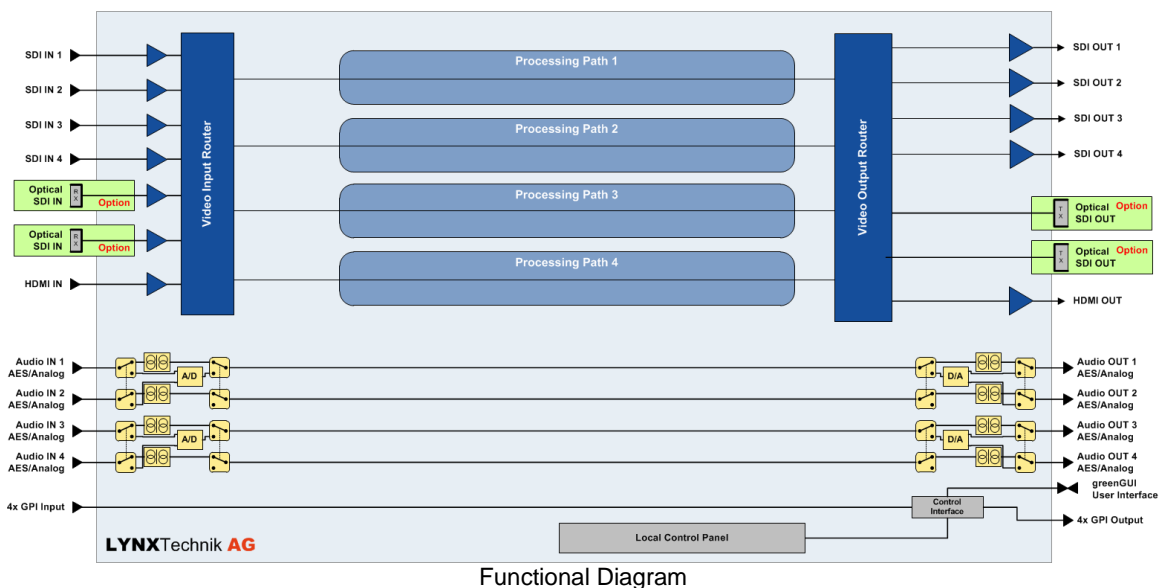 SDI IN 1
SDI IN 2
SDI IN 3
SDI IN 4
Optical
SDI IN
R
X
Option
Optical
SDI IN
R
X
Option
HDMI IN
Video Input Router
Processing Path 1
Processing Path 2
Processing Path 3
Processing Path 4
Video Output Router
SDI OUT 1
SDI OUT 2
SDI OUT 3
SDI OUT 4
T
X
Optical Option
SDI OUT
T
X
Optical Option
SDI OUT
HDMI OUT
Audio IN 1
AES/Analog
Audio IN 2
AES/Analog
Audio IN 3
AES/Analog
Audio IN 4
AES/Analog
A/D
A/D
D/A
D/A
Audio OUT 1
AES/Analog
Audio OUT 2
AES/Analog
Audio OUT 3
AES/Analog
Audio OUT 4
AES/Analog
greenGUI
User Interface
4x GPI Input
Control
Interface
4x GPI Output
Local Control Panel
LYNXTechnik AG
Functional Diagram